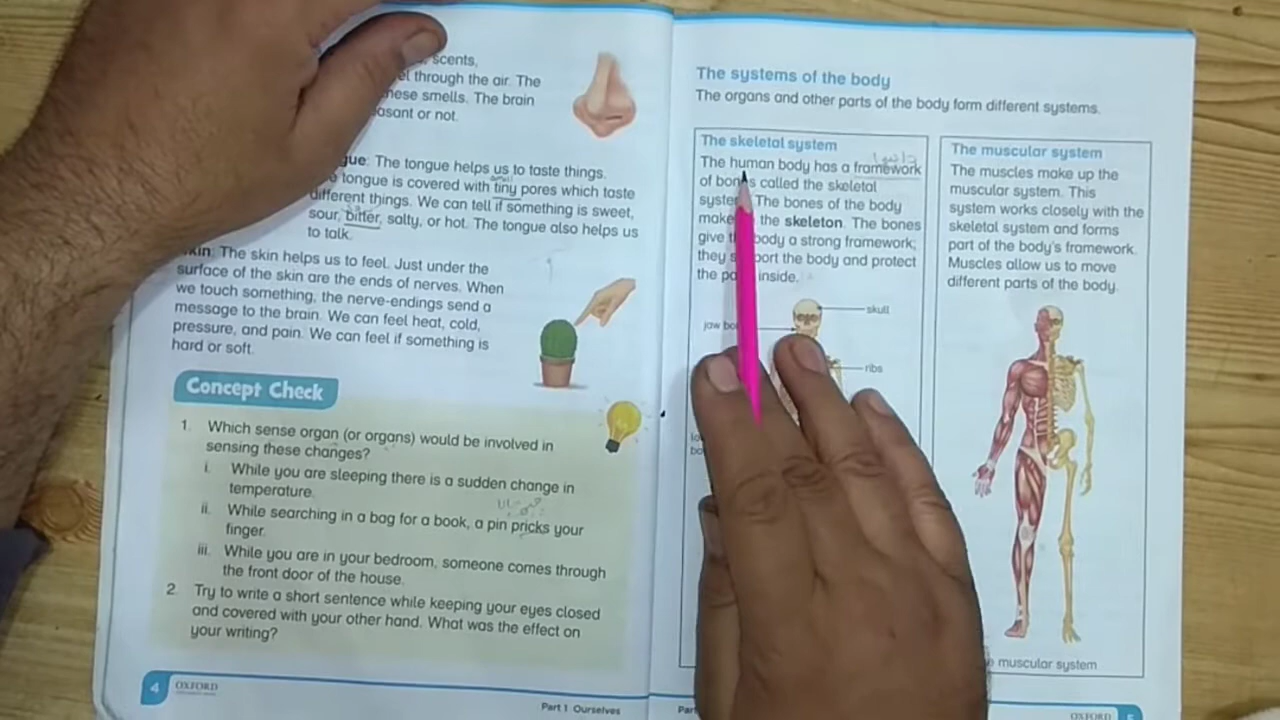 scents,
through the air. The
these smells. The brain
or not.
The tongue helps us to taste things.
tongue is covered with tiny pores which taste
different things. We can tell if something is sweet,
sour, bitter, salty, or hot. The tongue also helps us
to talk.
The skin helps us to feel. Just under the
surface of the skin are the ends of nerves. When
we touch something, the nerve-endings send a
message to the brain. We can feel heat, cold,
pressure, and pain. We can feel if something is
hard or soft.
Concept Check
1. Which sense organ (or organs) would be involved in
sensing these changes?
i. While you are sleeping there is a sudden change in
temperature.
ii. While searching in a bag for a book, a pin pricks your
finger.
iii. While you are in your bedroom, someone comes through
the front door of the house.
2. Try to write a short sentence while keeping your eyes closed
and covered with your other hand. What was the effect on
your writing?
4 OXFORD
Part 1 Ourselves
The systems of the body
The organs and other parts of the body form different systems.
The skeletal system
The human body has a framework
of bones called the skeletal
The bones of the body
make the skeleton. The bones
give body a strong framework;
they support the body and protect
the inside.
skull
jaw
ribs
The muscular system
The muscles make up the
muscular system. This
system works closely with the
skeletal system and forms
part of the body's framework.
Muscles allow us to move
different parts of the body.
muscular system
OXFORD 5